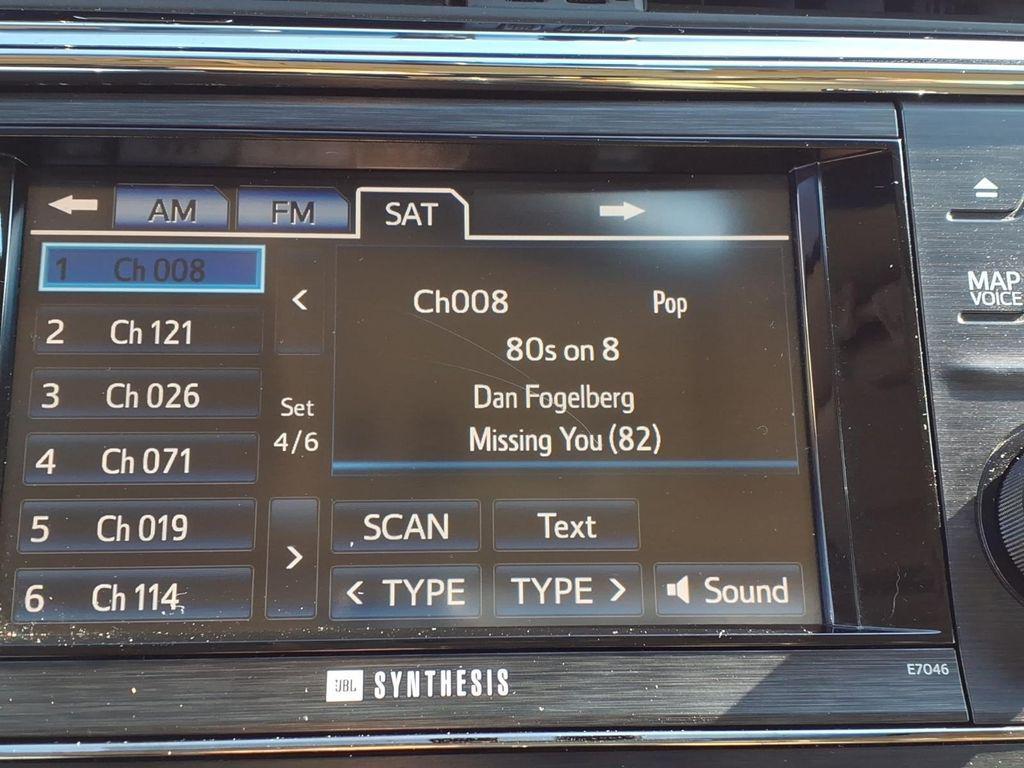 AM FM SAT
1 Ch 008
2 Ch 121
3 Ch 026
4 Ch 071
5 Ch 019
6 Ch 114
<
Set
4/6
>
Ch008 Pop
80s on 8
Dan Fogelberg
Missing You (82)
SCAN Text
< TYPE TYPE > Sound
MAP
VOICE
JBL SYNTHESIS
E7046